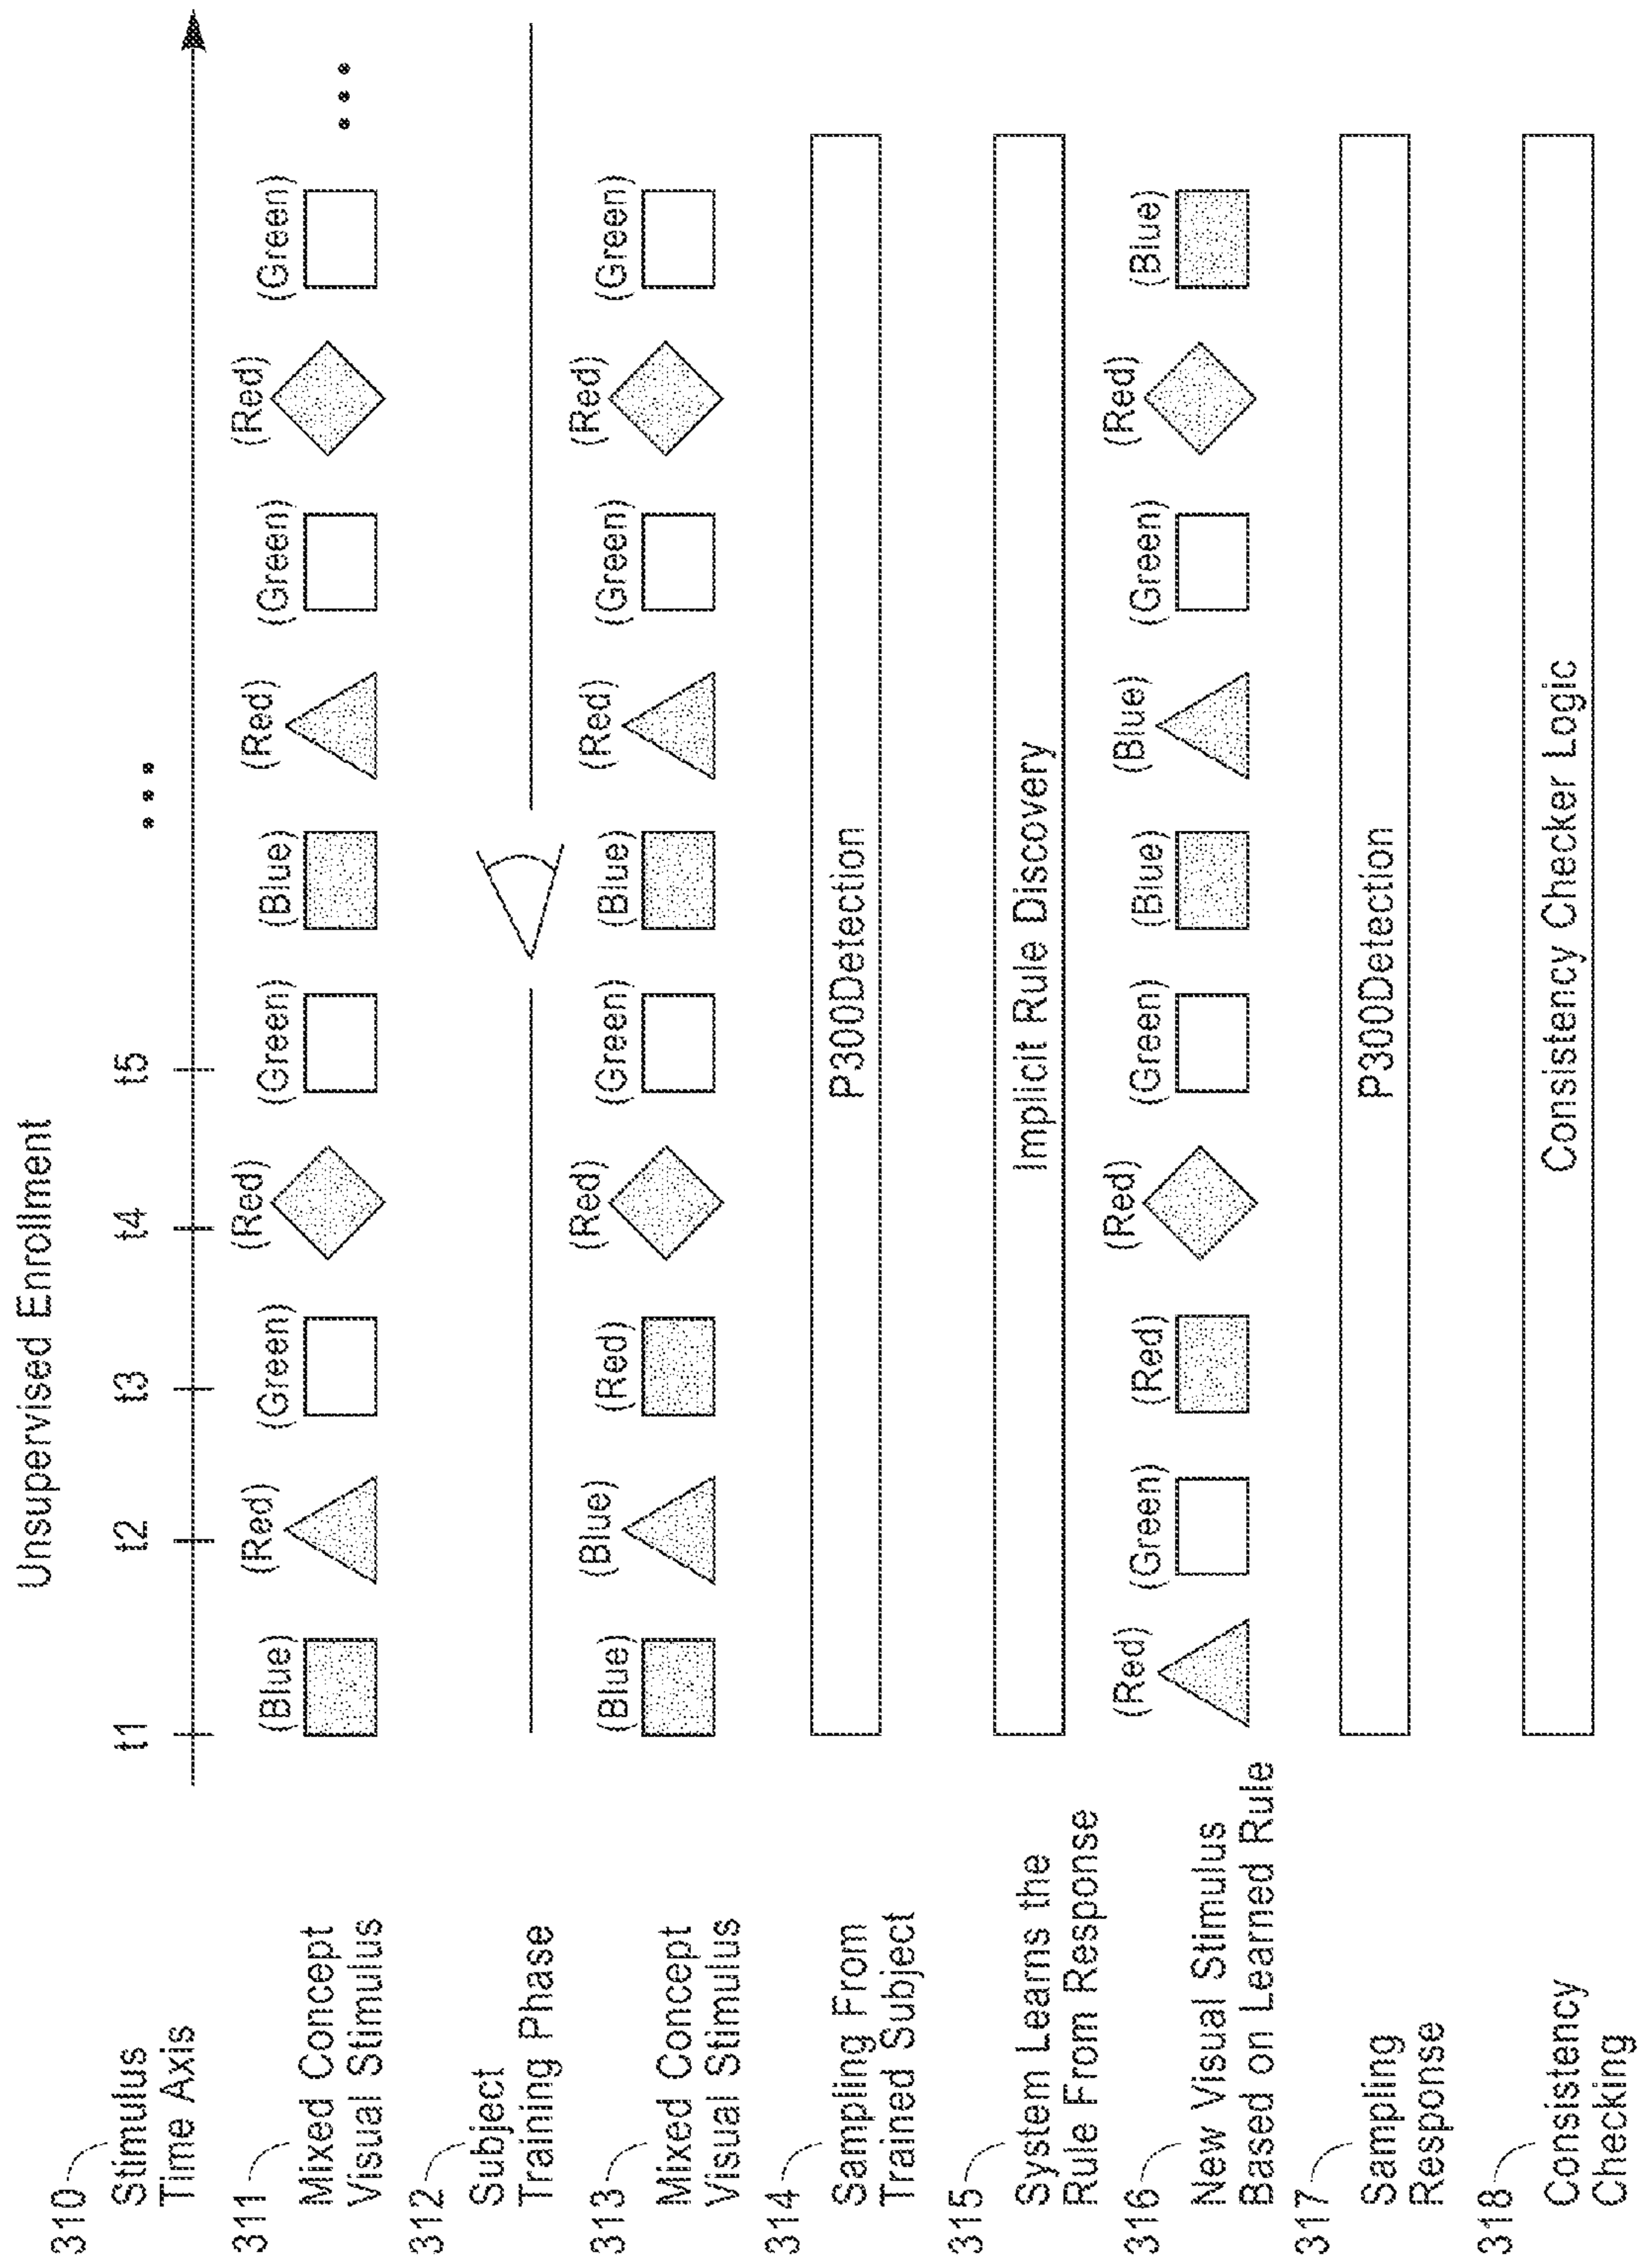 Unsupervised Enrollment
310
Stimulus
Time Axis
t1 t2 t3 t4 t5
311
Mixed Concept
Visual Stimulus
(Blue) (Red) (Green) (Red) (Green) (Blue) (Red) (Green) (Red) (Green)
312
Subject
Training Phase
313
Mixed Concept
Visual Stimulus
(Blue) (Blue) (Red) (Red) (Green) (Blue) (Red) (Green) (Red) (Green)
314
Sampling From
Trained Subject
P300Detection
315
System Learns the
Rule From Response
Implicit Rule Discovery
316
New Visual Stimulus
Based on Learned Rule
(Red) (Green) (Red) (Red) (Green) (Blue) (Blue) (Green) (Red) (Blue)
317
Sampling
Response
P300Detection
318
Consistency
Checking
Consistency Checker Logic